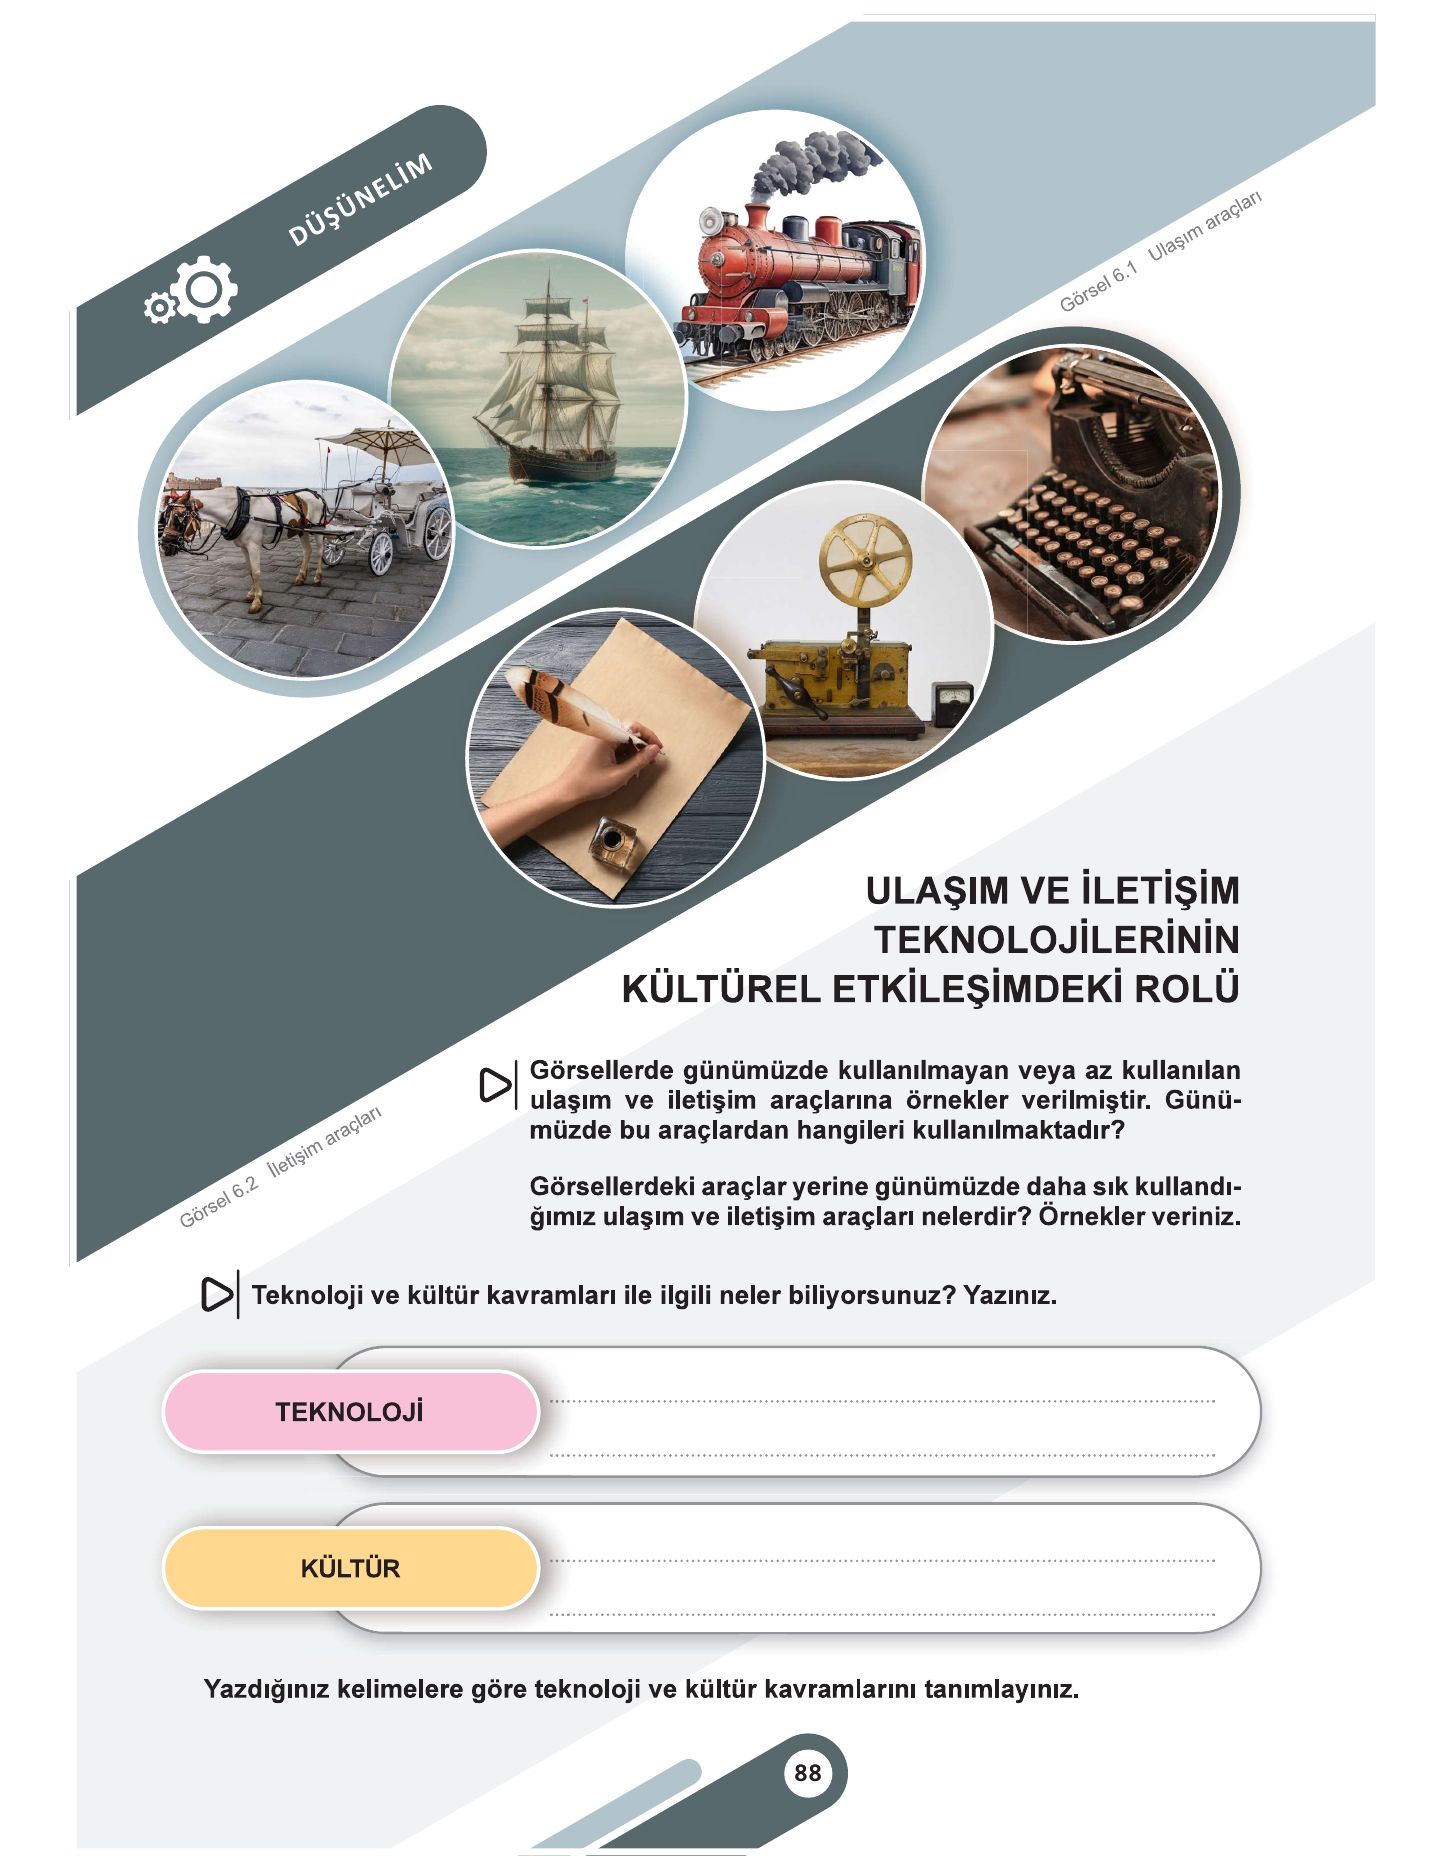 DÜŞÜNELİM
Görsel 6.1 Ulaşım araçları
ULAŞIM VE İLETİŞİM
TEKNOLOJİLERİNİN
KÜLTÜREL ETKİLEŞİMDEKİ ROLÜ
Görsellerde günümüzde kullanılmayan veya az kullanılan
ulaşım ve iletişim araçlarına örnekler verilmiştir. Günü-
müzde bu araçlardan hangileri kullanılmaktadır?
Görsellerdeki araçlar yerine günümüzde daha sık kullandı-
ğımız ulaşım ve iletişim araçları nelerdir? Örnekler veriniz.
Görsel 6.2 İletişim araçları
Teknoloji ve kültür kavramları ile ilgili neler biliyorsunuz? Yazınız.
TEKNOLOJİ
KÜLTÜR
Yazdığınız kelimelere göre teknoloji ve kültür kavramlarını tanımlayınız.
88